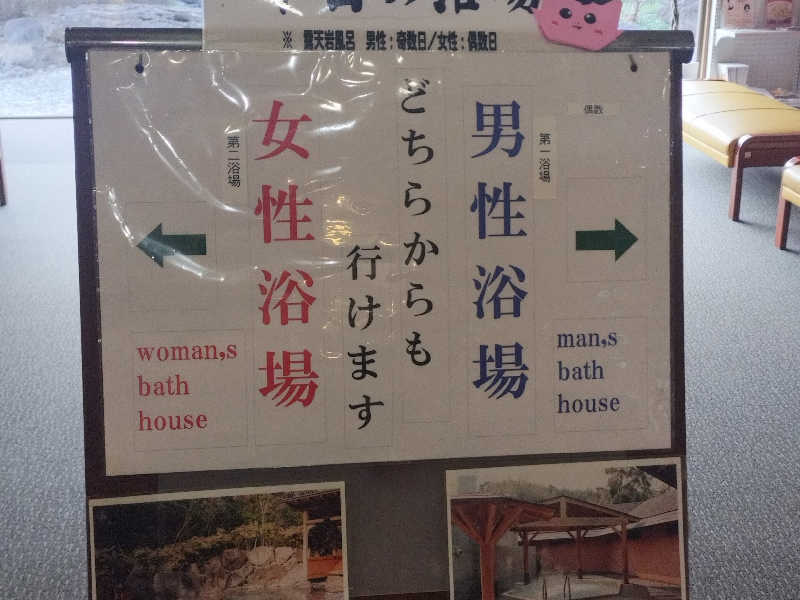 ※ 露天岩風呂 男性：奇数日/女性：偶数日
偶数
第一浴場
男性浴場
どちらからも
行けます
女性浴場
第二浴場
man,s
bath
house
woman,s
bath
house